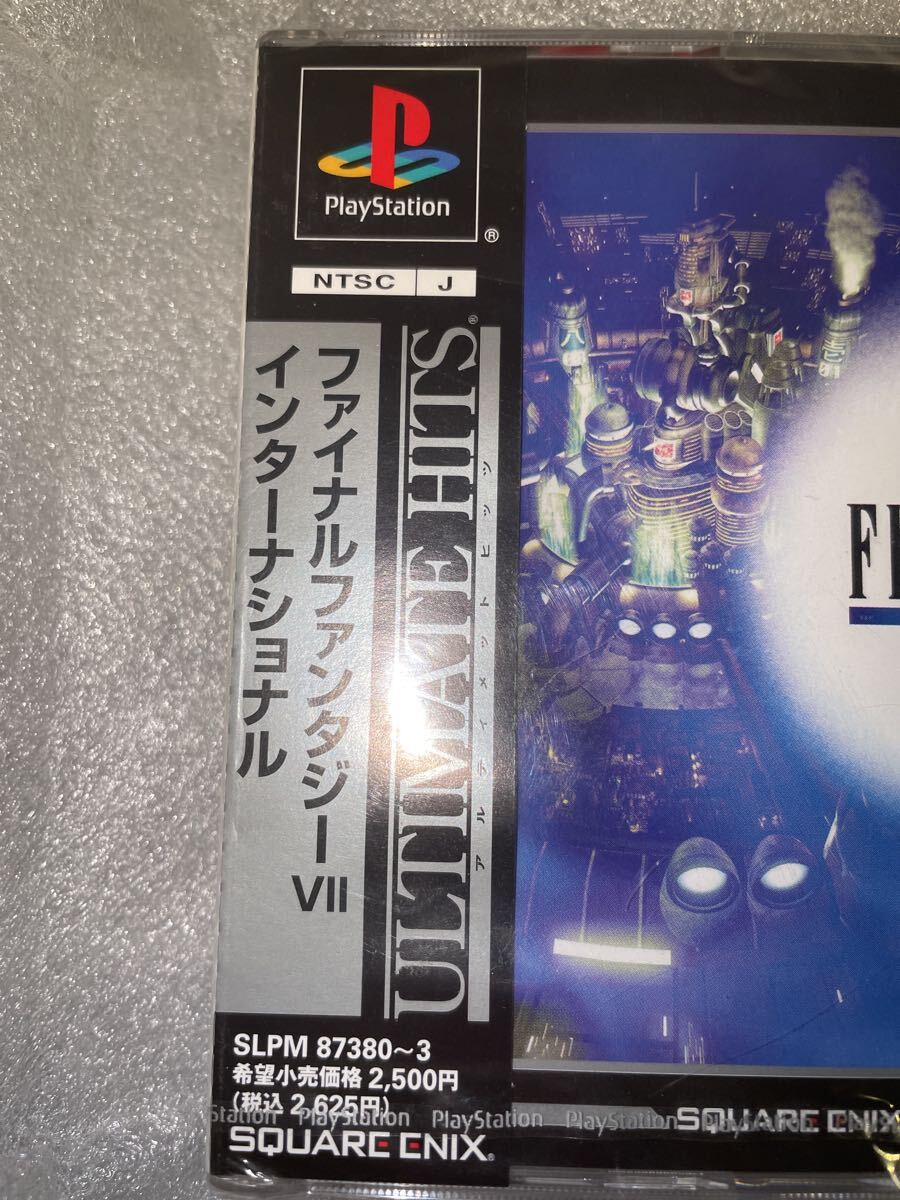 PlayStation
®
NTSC J
ファイナルファンタジーVII
インターナショナル
ULTIMATE HITS®
アルティメットヒッツ
SLPM 87380～3
希望小売価格 2,500円
(税込 2,625円)
PlayStation PlayStation PlayStation PlayStation
SQUARE ENIX®
SQUARE ENIX